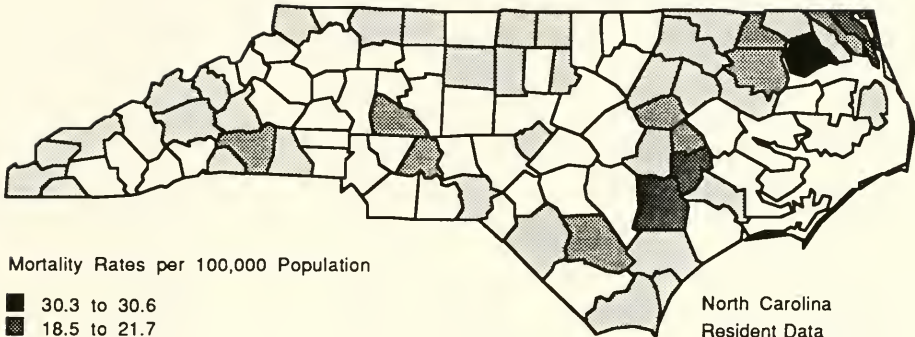 Mortality Rates per 100,000 Population
30.3 to 30.6
18.5 to 21.7
North Carolina
Resident Data